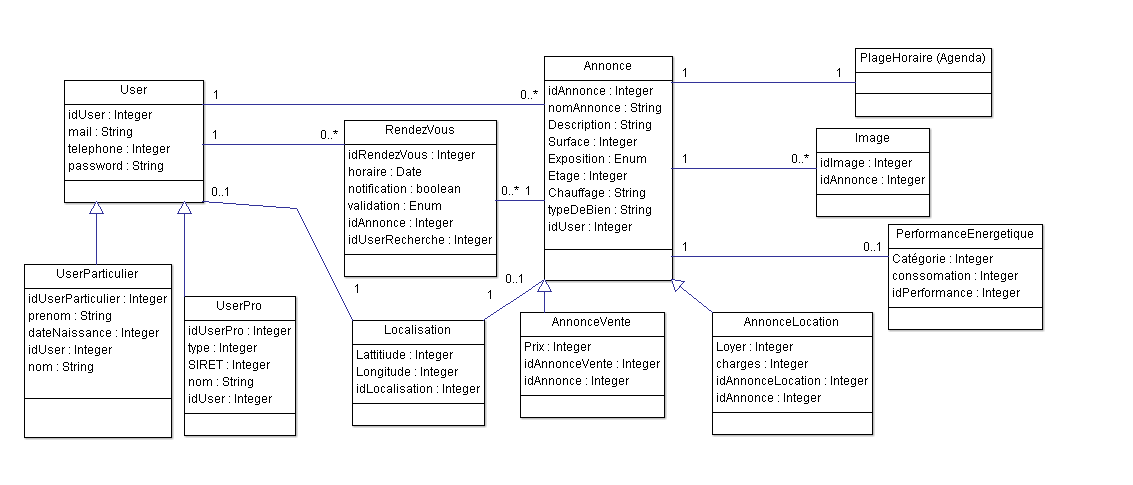 User
idUser : Integer
mail : String
telephone : Integer
password : String
1
0..*
1
0..*
0..1
RendezVous
idRendezVous : Integer
horaire : Date
notification : boolean
validation : Enum
idAnnonce : Integer
idUserRecherche : Integer
0..*
1
Annonce
idAnnonce : Integer
nomAnnonce : String
Description : String
Surface : Integer
Exposition : Enum
Etage : Integer
Chauffage : String
typeDeBien : String
idUser : Integer
1
1
PlageHoraire (Agenda)
1
0..*
Image
idImage : Integer
idAnnonce : Integer
1
0..1
PerformanceEnergetique
Catégorie : Integer
conssomation : Integer
idPerformance : Integer
UserParticulier
idUserParticulier : Integer
prenom : String
dateNaissance : Integer
idUser : Integer
nom : String
UserPro
idUserPro : Integer
type : Integer
SIRET : Integer
nom : String
idUser : Integer
1
1
0..1
Localisation
Lattitiude : Integer
Longitude : Integer
idLocalisation : Integer
AnnonceVente
Prix : Integer
idAnnonceVente : Integer
idAnnonce : Integer
AnnonceLocation
Loyer : Integer
charges : Integer
idAnnonceLocation : Integer
idAnnonce : Integer